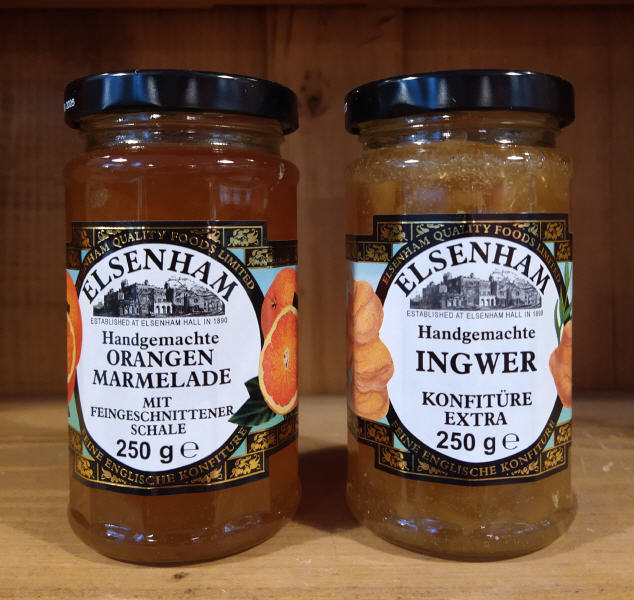 ELSENHAM QUALITY FOODS LIMITED
ELSENHAM
ESTABLISHED AT ELSENHAM HALL IN 1890
Handgemachte
ORANGEN
MARMELADE
MIT
FEINGESCHNITTENER
SCHALE
250 g ℮
FEINE ENGLISCHE KONFITÜRE
ELSENHAM QUALITY FOODS LIMITED
ELSENHAM
ESTABLISHED AT ELSENHAM HALL IN 1890
Handgemachte
INGWER
KONFITÜRE
EXTRA
250 g ℮
FEINE ENGLISCHE KONFITÜRE